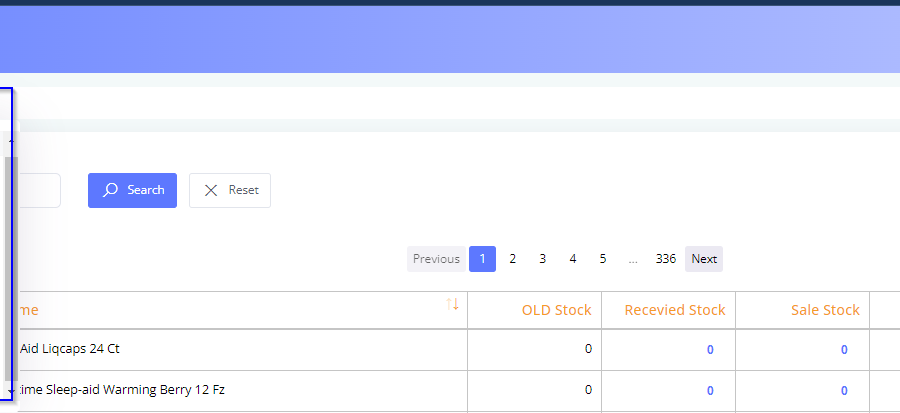 Search Reset
Previous 1 2 3 4 5 ... 336 Next
me OLD Stock Recevied Stock Sale Stock
Aid Liqcaps 24 Ct 0 0 0
time Sleep-aid Warming Berry 12 Fz 0 0 0